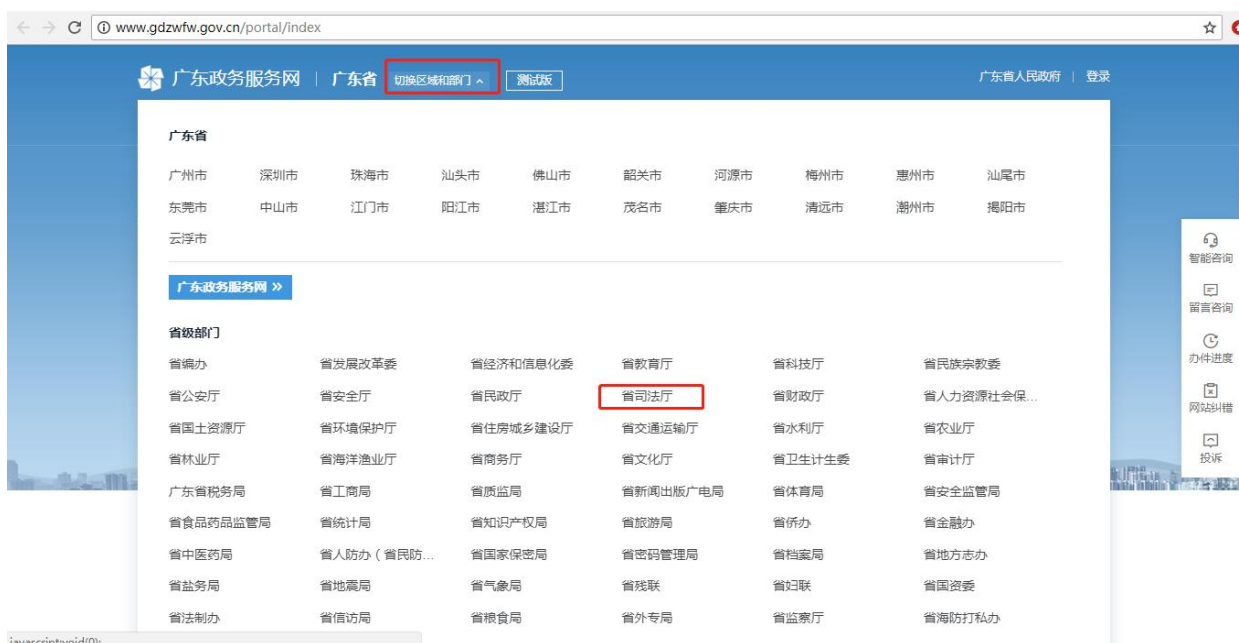 www.gdzwfw.gov.cn/portal/index
广东政务服务网 | 广东省 切换区域和部门 测试版 广东省人民政府 | 登录
广东省
广州市 深圳市 珠海市 汕头市 佛山市 韶关市 河源市 梅州市 惠州市 汕尾市
东莞市 中山市 江门市 阳江市 湛江市 茂名市 肇庆市 清远市 潮州市 揭阳市
云浮市
广东政务服务网 »
省级部门
省编办 省发展改革委 省经济和信息化委 省教育厅 省科技厅 省民族宗教委
省公安厅 省安全厅 省民政厅 省司法厅 省财政厅 省人力资源社会保...
省国土资源厅 省环境保护厅 省住房城乡建设厅 省交通运输厅 省水利厅 省农业厅
省林业厅 省海洋渔业厅 省商务厅 省文化厅 省卫生计生委 省审计厅
广东省税务局 省工商局 省质监局 省新闻出版广电局 省体育局 省安全监管局
省食品药品监管局 省统计局 省知识产权局 省旅游局 省侨办 省金融办
省中医药局 省人防办（省民防... 省国家保密局 省密码管理局 省档案局 省地方志办
省盐务局 省地震局 省气象局 省残联 省妇联 省国资委
省法制办 省信访局 省粮食局 省外专局 省监察厅 省海防打私办
智能咨询
留言咨询
办件进度
网站纠错
投诉
javascript:void(0);